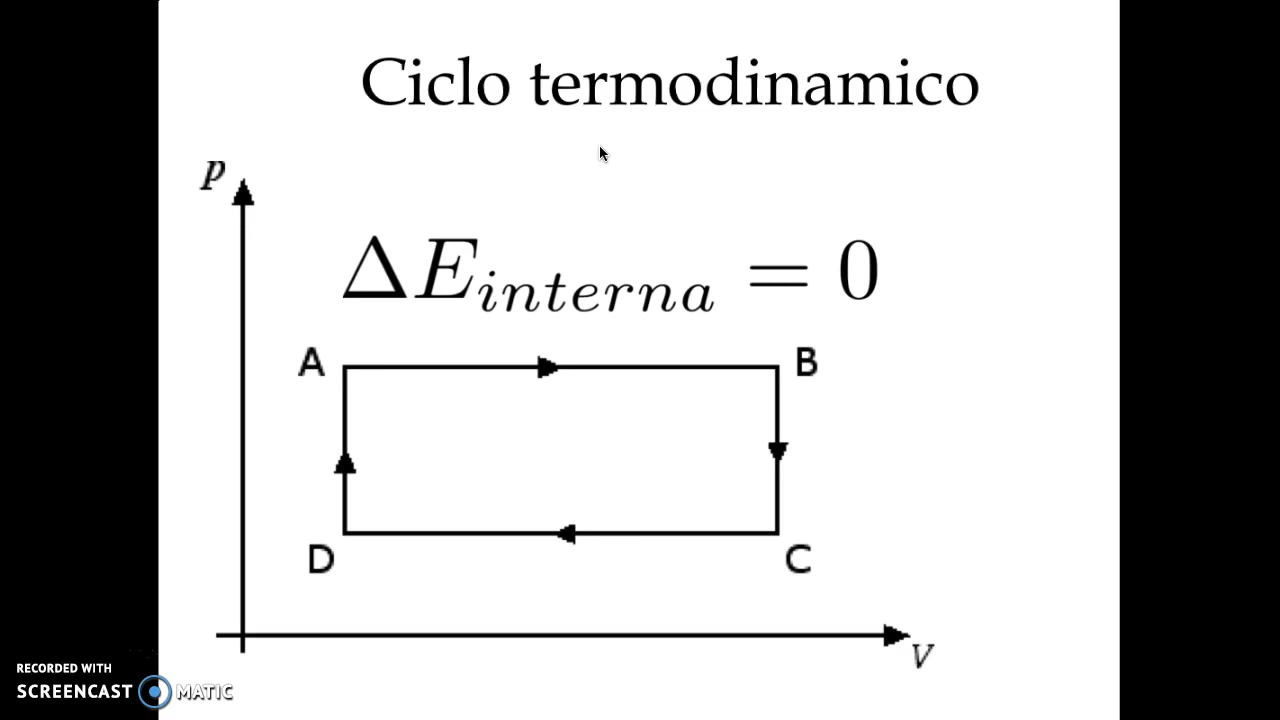 Ciclo termodinamico
p
ΔE_interna = 0
A
B
D
C
V
RECORDED WITH
SCREENCAST MATIC